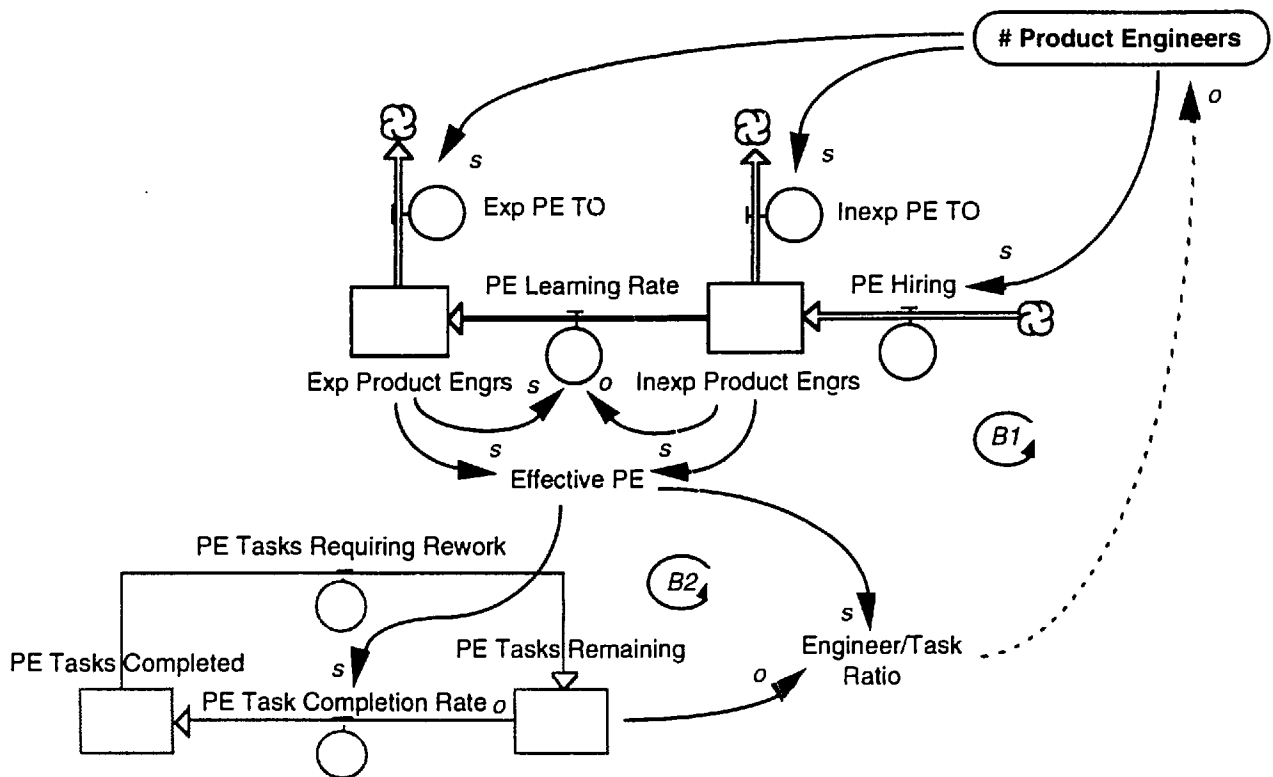 # Product Engineers
o
s
s
Exp PE TO
Inexp PE TO
s
PE Learning Rate
PE Hiring
Exp Product Engrs
s
o
Inexp Product Engrs
B1
s
s
Effective PE
PE Tasks Requiring Rework
B2
s
PE Tasks Completed
s
PE Tasks Remaining
Engineer/Task
Ratio
o
PE Task Completion Rate
o